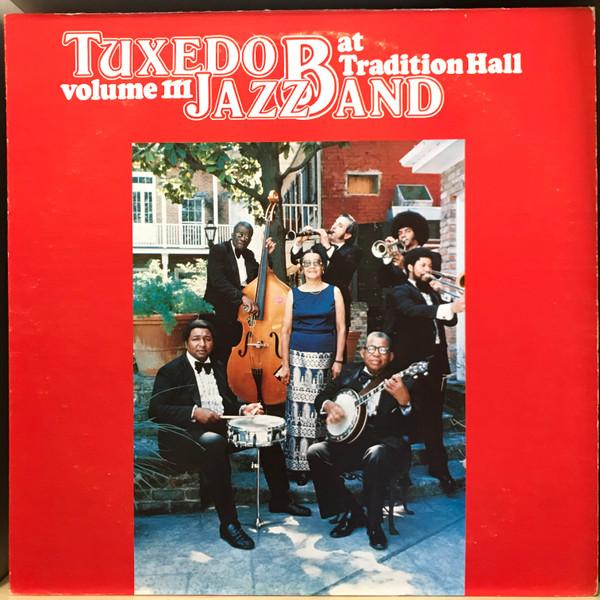 TUXEDO JAZZ BAND
at
Tradition Hall
volume III